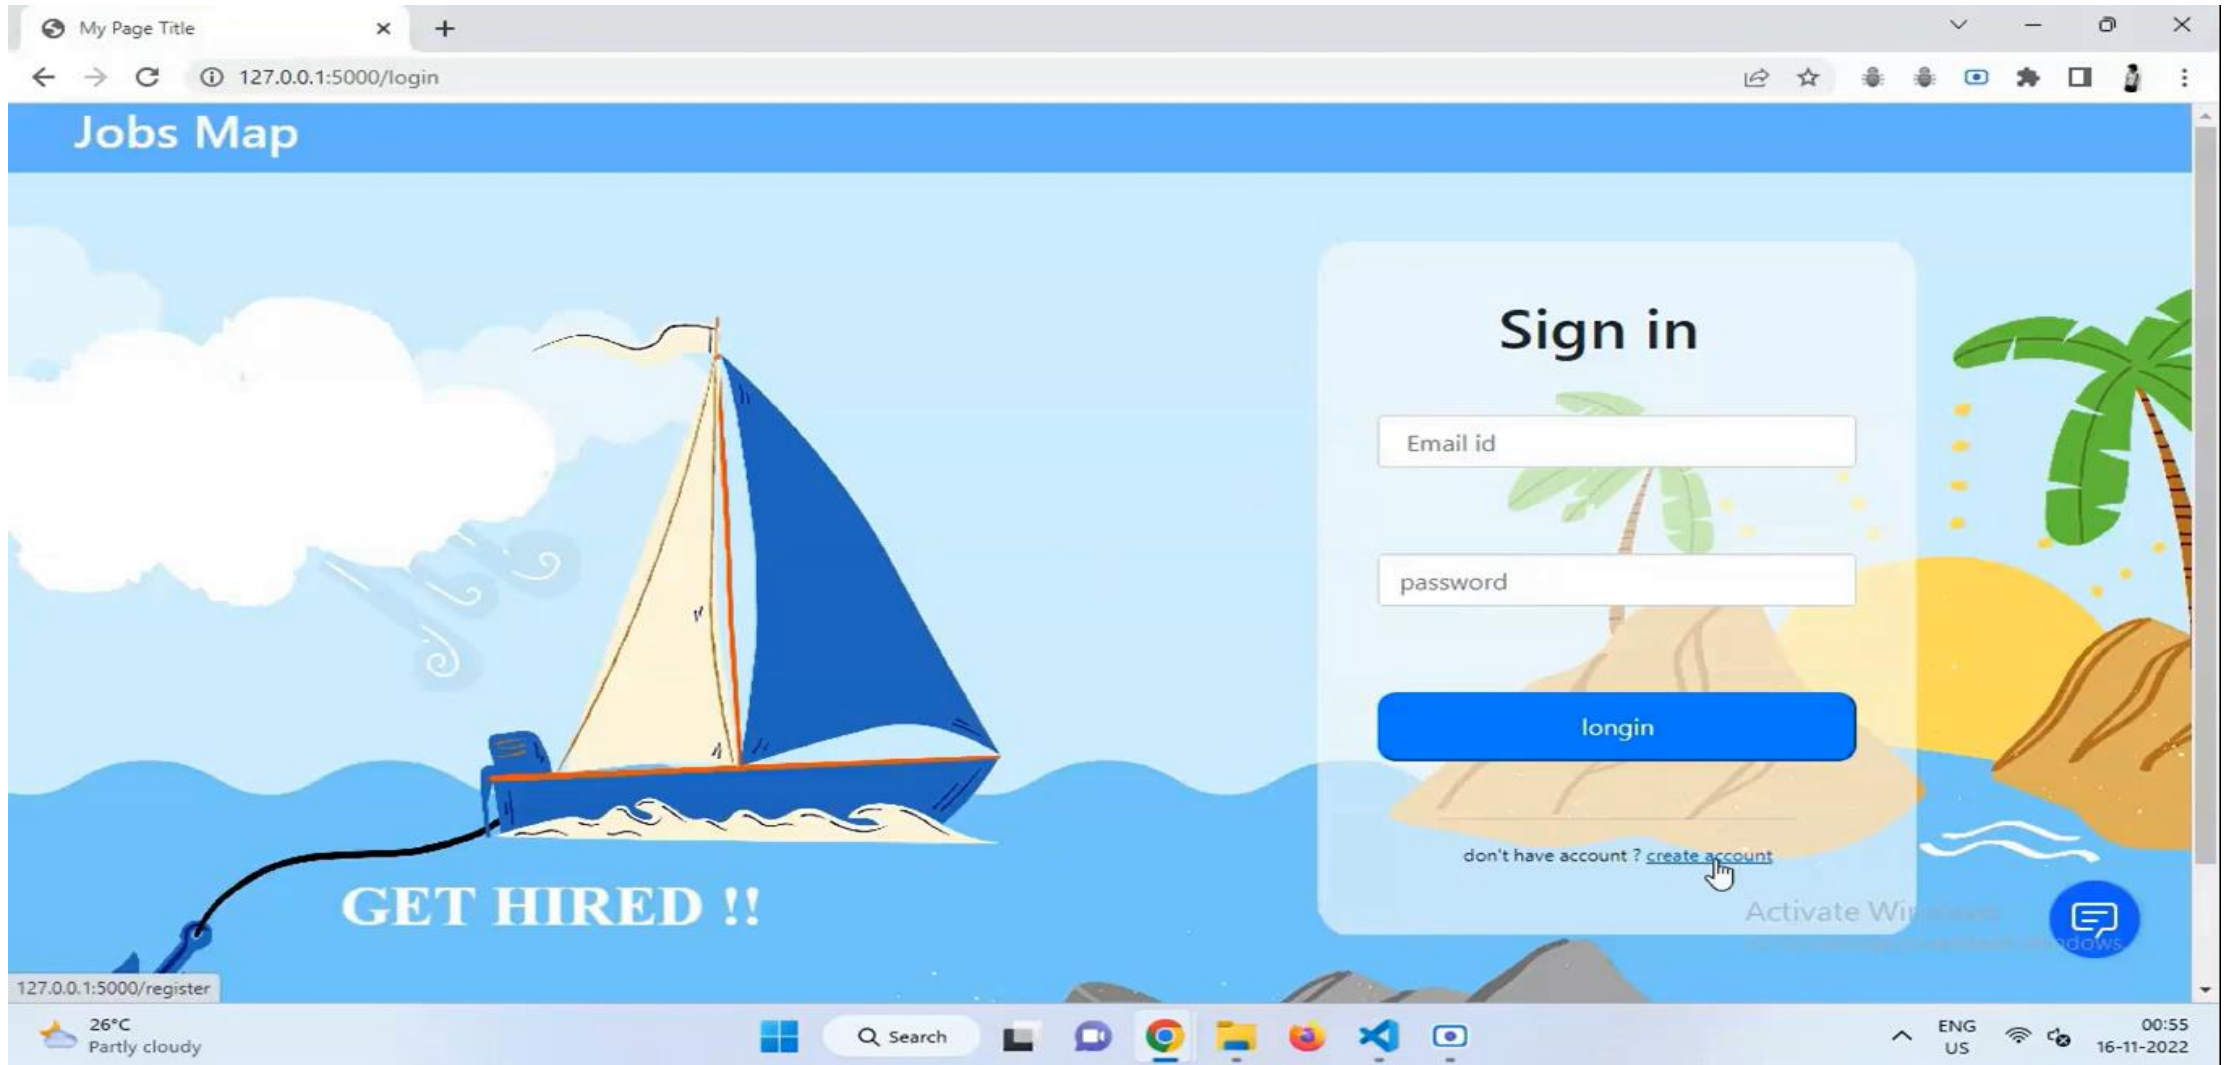 My Page Title
127.0.0.1:5000/login
Jobs Map
Sign in
Email id
password
longin
don't have account ? create account
GET HIRED !!
Activate
127.0.0.1:5000/register
26°C
Partly cloudy
Search
ENG
US
00:55
16-11-2022